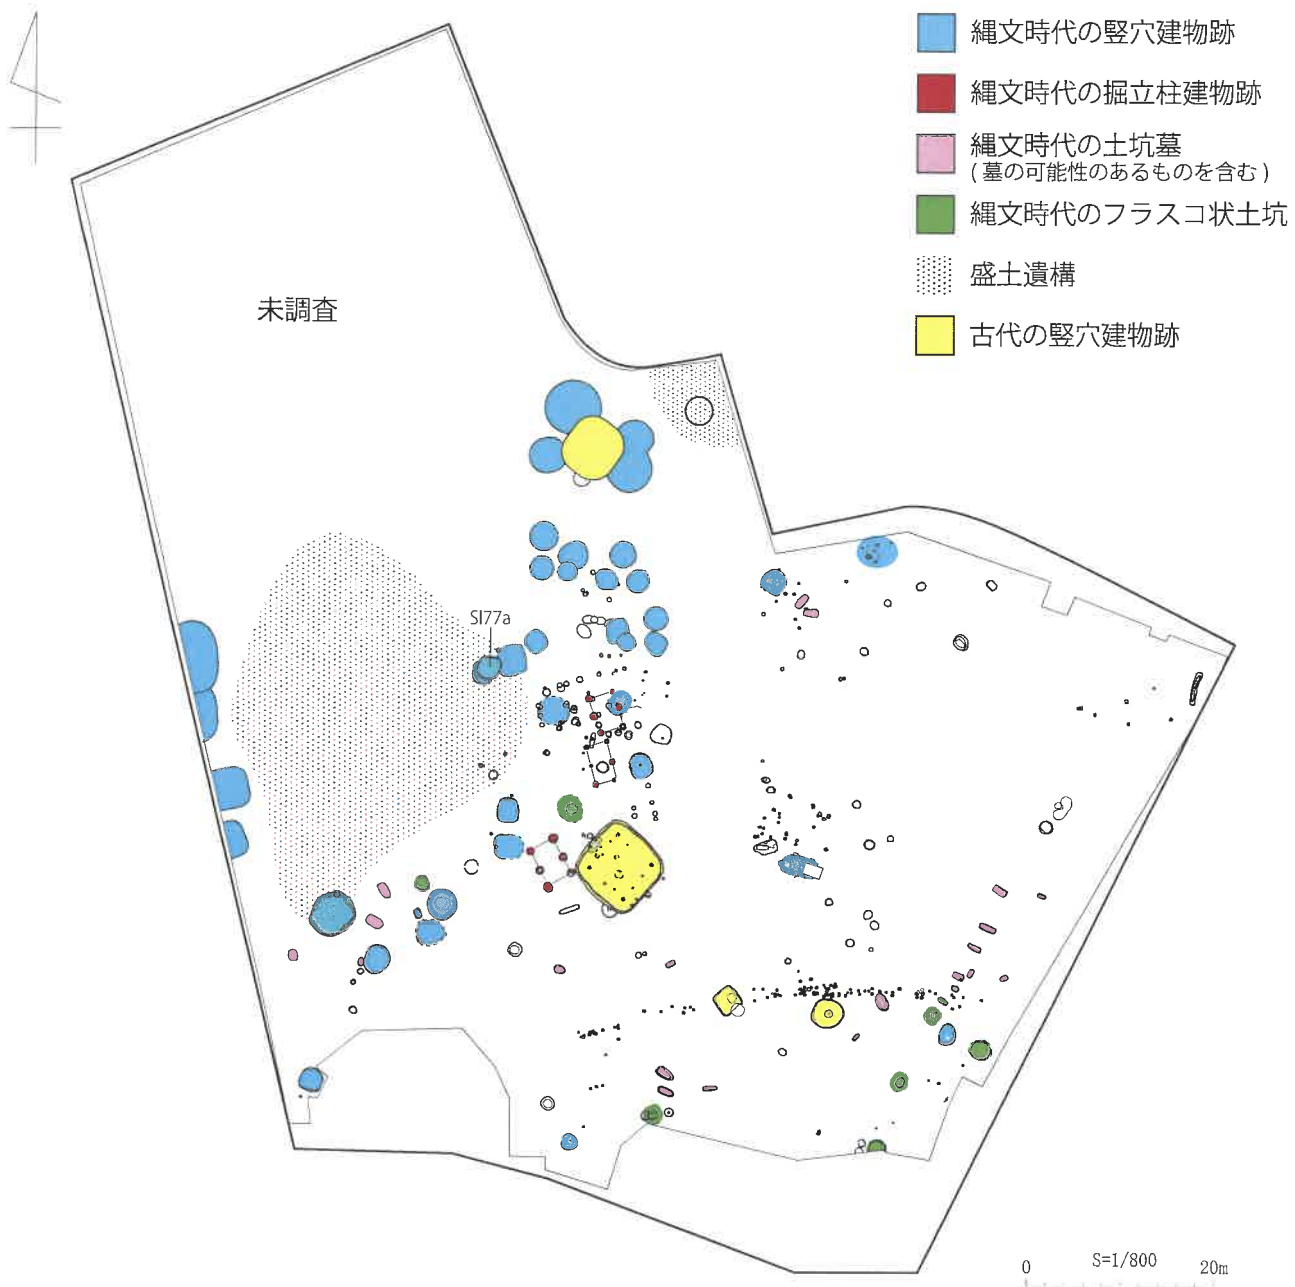 縄文時代の竪穴建物跡
縄文時代の掘立柱建物跡
縄文時代の土坑墓
(墓の可能性のあるものを含む)
縄文時代のフラスコ状土坑
盛土遺構
古代の竪穴建物跡
未調査
SI77a
S=1/800
0 20m